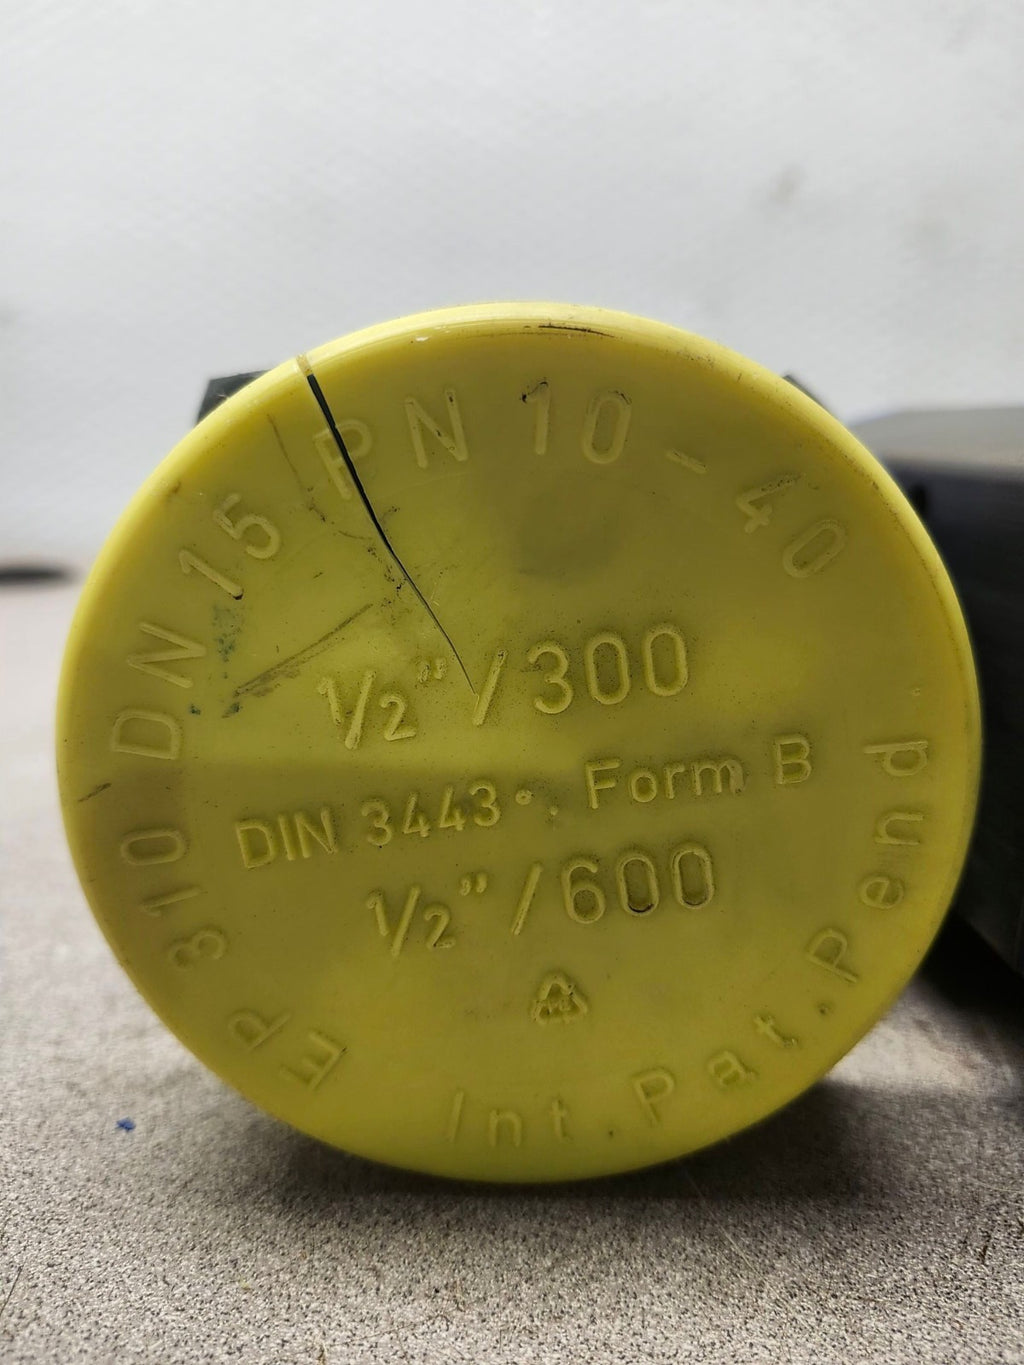 EP 310 DN 15 PN 10 - 40
1/2" / 300
DIN 3443 . Form B
1/2" / 600
Int. Pat. Pend.